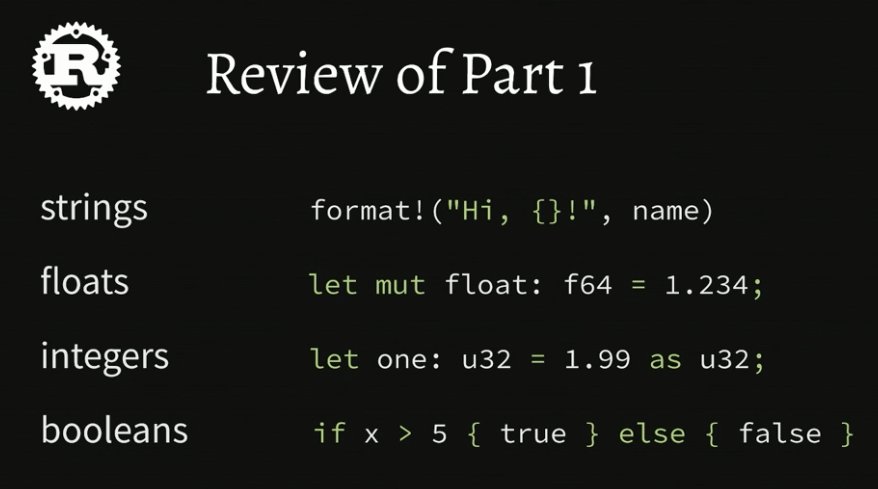 R
Review of Part 1
strings format!("Hi, {}!", name)
floats let mut float: f64 = 1.234;
integers let one: u32 = 1.99 as u32;
booleans if x > 5 { true } else { false }